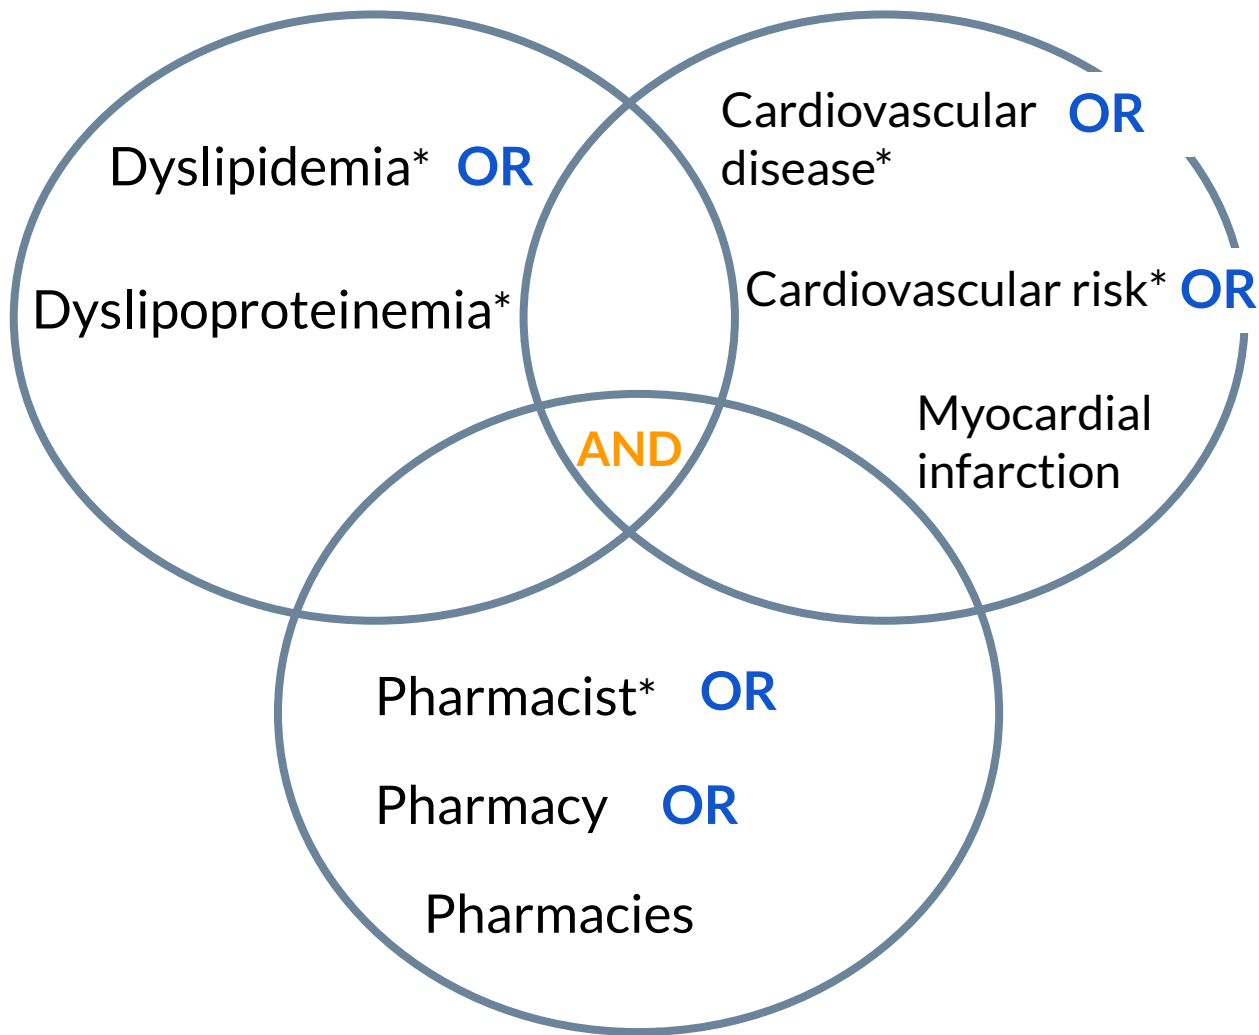 Dyslipidemia* OR
Dyslipoproteinemia*
Cardiovascular OR
disease*
Cardiovascular risk* OR
Myocardial
infarction
AND
Pharmacist* OR
Pharmacy OR
Pharmacies